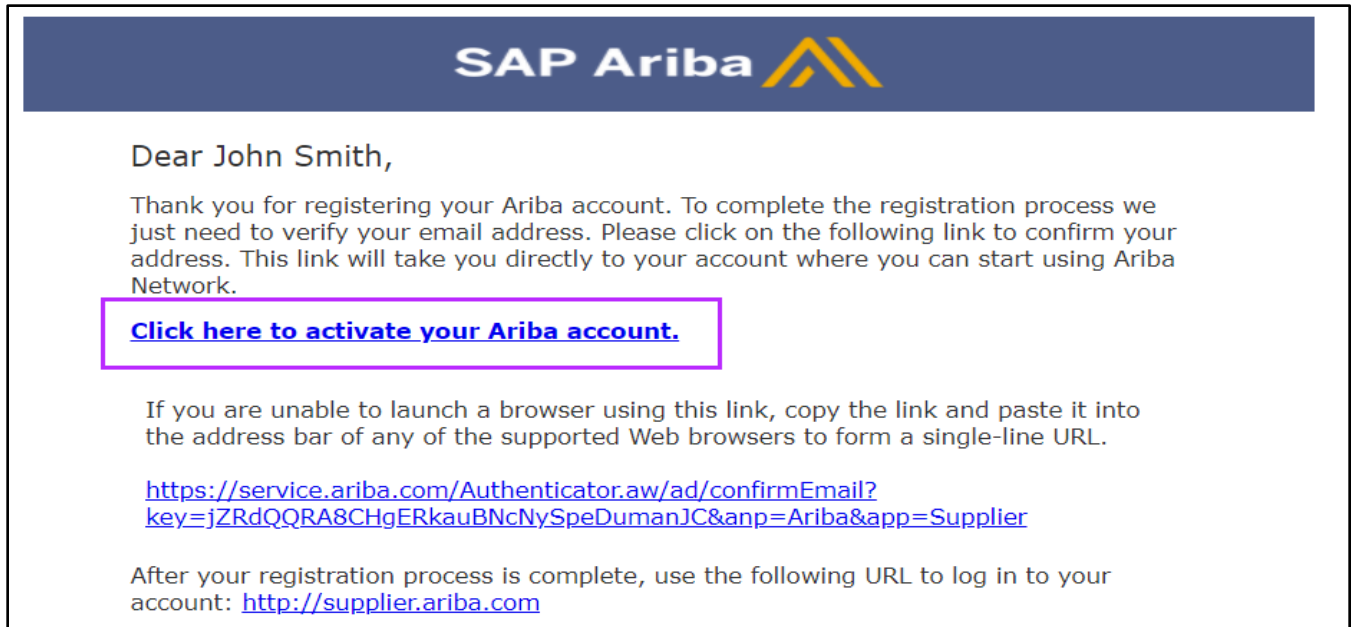 SAP Ariba
Dear John Smith,
Thank you for registering your Ariba account. To complete the registration process we
just need to verify your email address. Please click on the following link to confirm your
address. This link will take you directly to your account where you can start using Ariba
Network.
Click here to activate your Ariba account.
If you are unable to launch a browser using this link, copy the link and paste it into
the address bar of any of the supported Web browsers to form a single-line URL.
https://service.ariba.com/Authenticator.aw/ad/confirmEmail?
key=jZRdQQRA8CHgERkauBNcNySpeDumanJC&anp=Ariba&app=Supplier
After your registration process is complete, use the following URL to log in to your
account: http://supplier.ariba.com